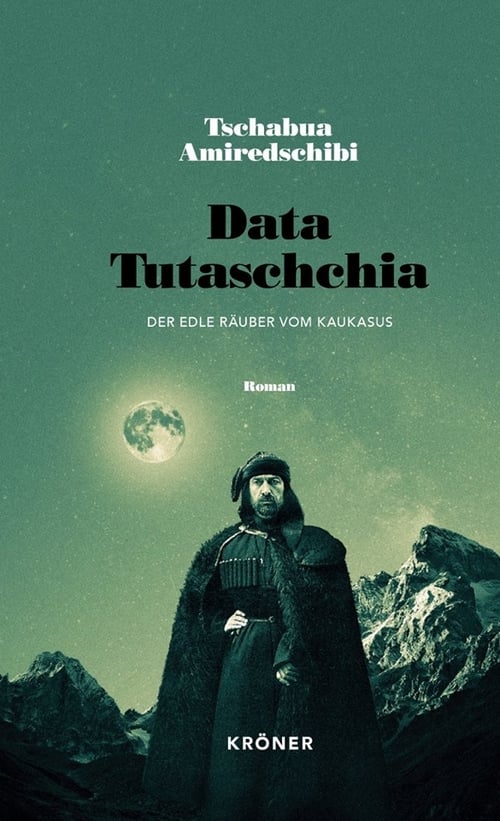 Tschabua
Amiredschibi
Data
Tutaschchia
DER EDLE RÄUBER VOM KAUKASUS
Roman
KRÖNER